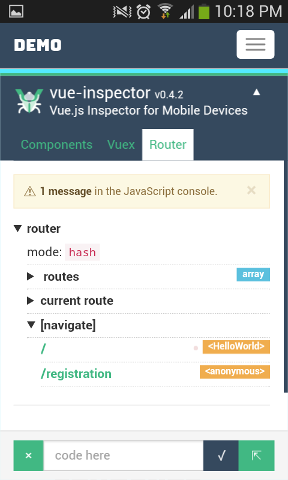 10:18 PM
DEMO
vue-inspector v0.4.2
Vue.js Inspector for Mobile Devices
Components Vuex Router
1 message in the JavaScript console. ×
router
mode: hash
routes array
current route
[navigate]
/ <HelloWorld>
/registration <anonymous>
× code here √